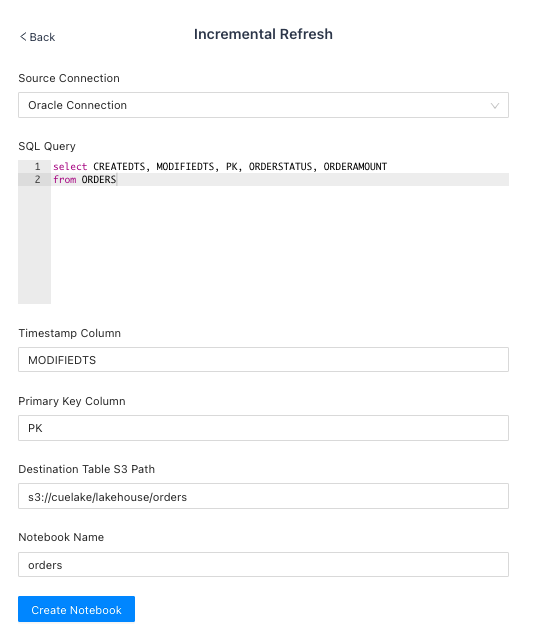 Back
Incremental Refresh
Source Connection
Oracle Connection
SQL Query
1 select CREATEDTS, MODIFIEDTS, PK, ORDERSTATUS, ORDERAMOUNT
2 from ORDERS
Timestamp Column
MODIFIEDTS
Primary Key Column
PK
Destination Table S3 Path
s3://cuelake/lakehouse/orders
Notebook Name
orders
Create Notebook